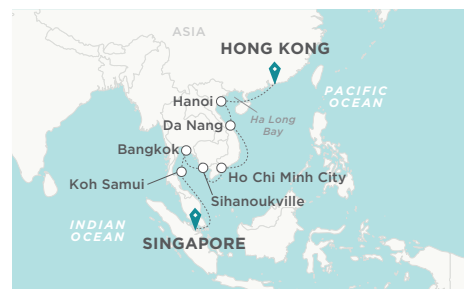 ASIA
HONG KONG
PACIFIC
OCEAN
Hanoi
Ha Long
Bay
Da Nang
Bangkok
Koh Samui
Ho Chi Minh City
Sihanoukville
INDIAN
OCEAN
SINGAPORE